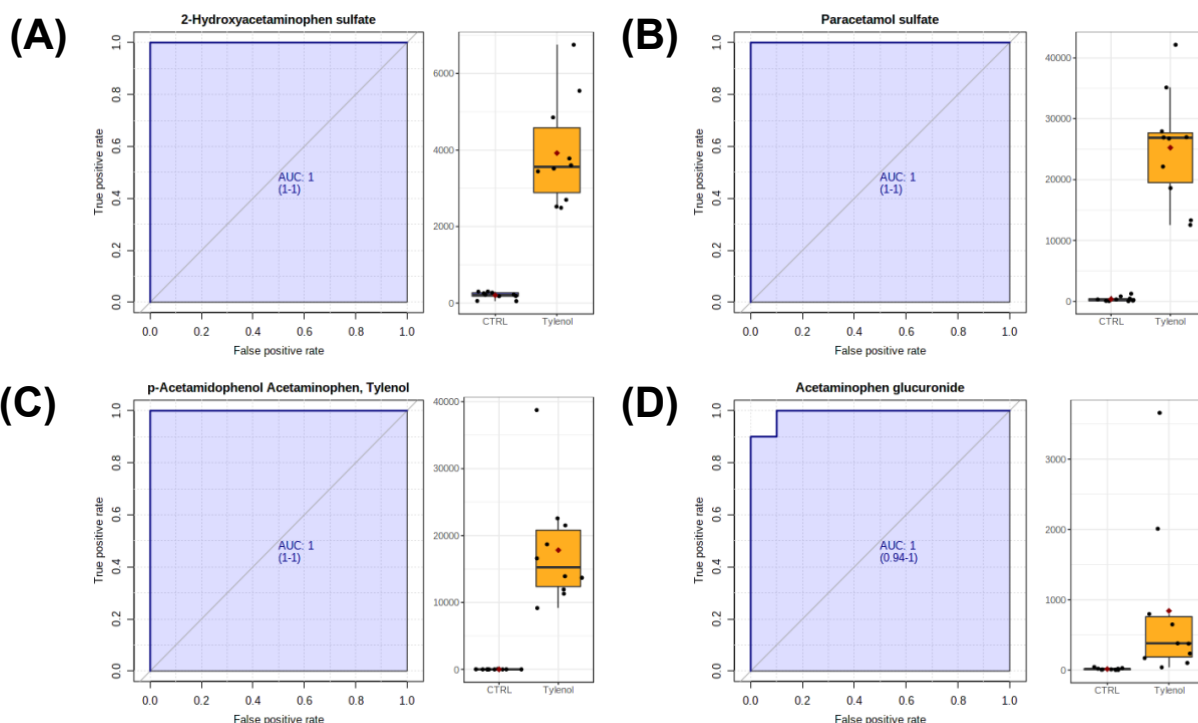 (A)
2-Hydroxyacetaminophen sulfate
True positive rate
0.0 0.2 0.4 0.6 0.8 1.0
AUC: 1
(1-1)
0.0 0.2 0.4 0.6 0.8 1.0
False positive rate
6000
4000
2000
0
CTRL Tylenol
(B)
Paracetamol sulfate
True positive rate
0.0 0.2 0.4 0.6 0.8 1.0
AUC: 1
(1-1)
0.0 0.2 0.4 0.6 0.8 1.0
False positive rate
40000
30000
20000
10000
0
CTRL Tylenol
(C)
p-Acetamidophenol Acetaminophen, Tylenol
True positive rate
0.0 0.2 0.4 0.6 0.8 1.0
AUC: 1
(1-1)
0.0 0.2 0.4 0.6 0.8 1.0
False positive rate
40000
30000
20000
10000
0
CTRL Tylenol
(D)
Acetaminophen glucuronide
True positive rate
0.0 0.2 0.4 0.6 0.8 1.0
AUC: 1
(0.94-1)
0.0 0.2 0.4 0.6 0.8 1.0
False positive rate
3000
2000
1000
0
CTRL Tylenol